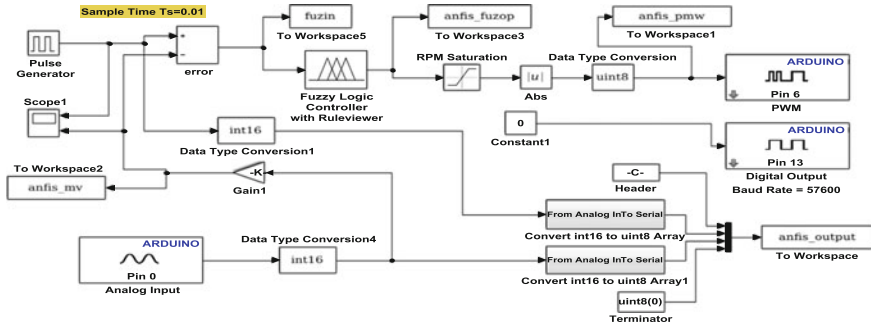 Sample Time Ts=0.01
fuzin
To Workspace5
anfis_fuzop
To Workspace3
anfis_pmw
To Workspace1
Pulse
Generator
+
−
error
Fuzzy Logic
Controller
with Ruleviewer
RPM Saturation
|u|
Abs
Data Type Conversion
uint8
ARDUINO
Pin 6
PWM
Scope1
int16
Data Type Conversion1
0
Constant1
ARDUINO
Pin 13
Digital Output
Baud Rate = 57600
To Workspace2
anfis_mv
-K
Gain1
-C-
Header
From Analog InTo Serial
Convert int16 to uint8 Array
ARDUINO
Pin 0
Analog Input
Data Type Conversion4
int16
From Analog InTo Serial
Convert int16 to uint8 Array1
anfis_output
To Workspace
uint8(0)
Terminator